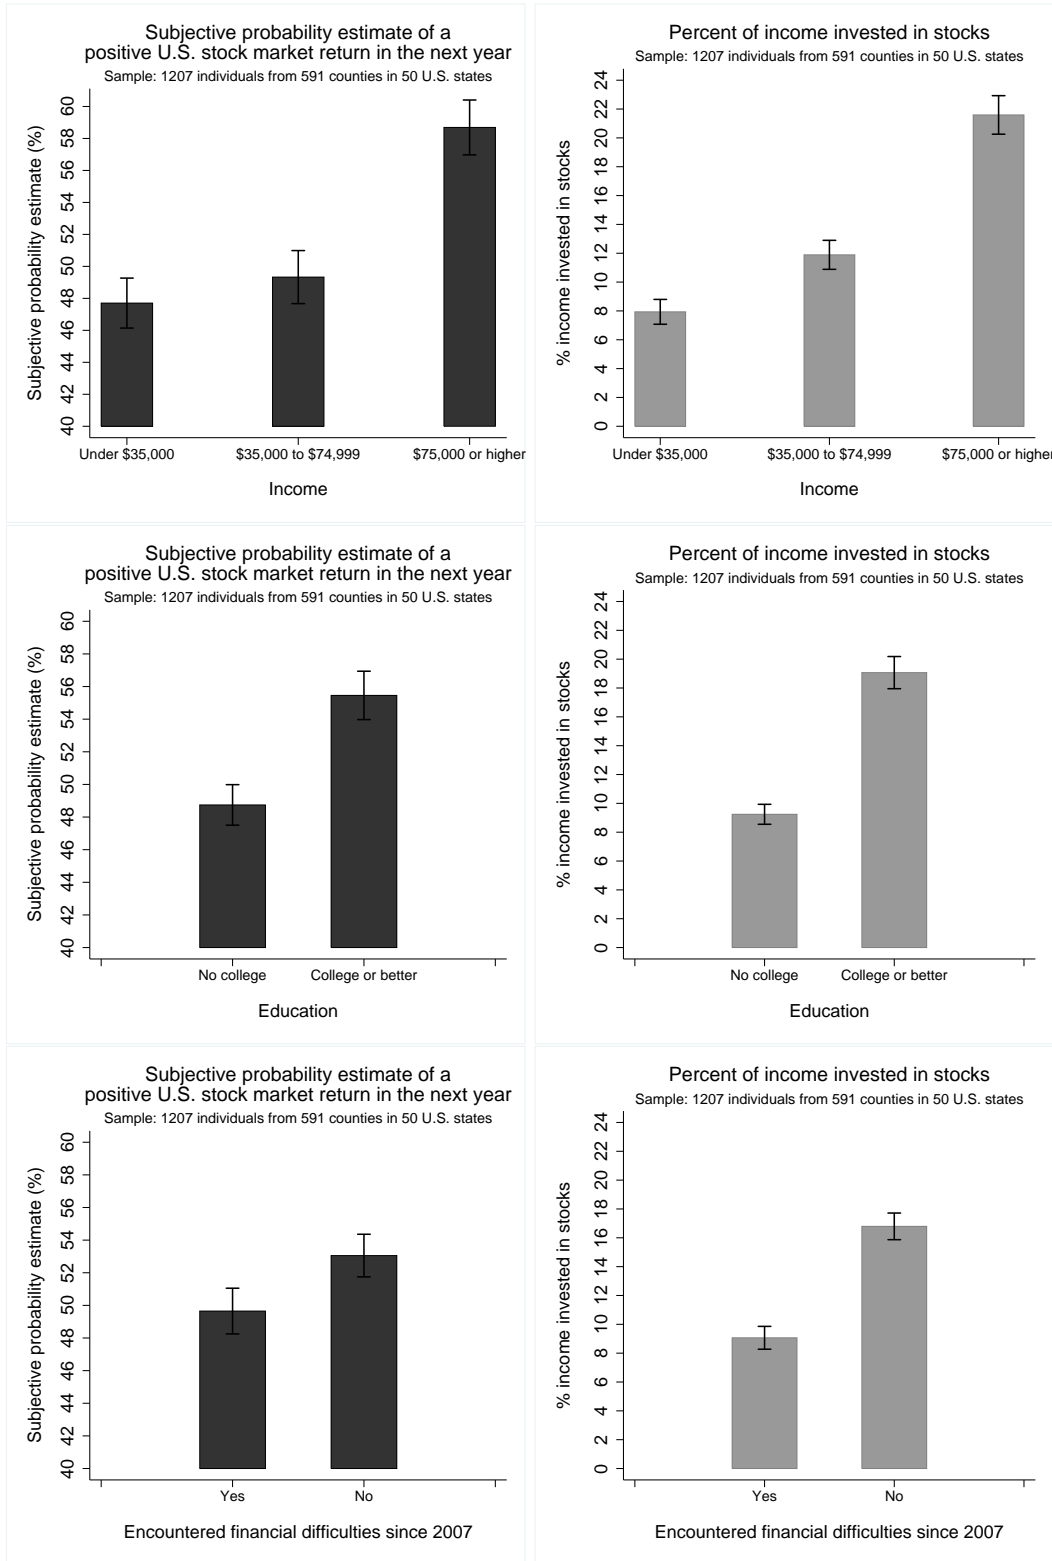 Subjective probability estimate of a
positive U.S. stock market return in the next year
Sample: 1207 individuals from 591 counties in 50 U.S. states
Subjective probability estimate (%)
60
58
56
54
52
50
48
46
44
42
40
Under $35,000 $35,000 to $74,999 $75,000 or higher
Income
Percent of income invested in stocks
Sample: 1207 individuals from 591 counties in 50 U.S. states
% income invested in stocks
24
22
20
18
16
14
12
10
8
6
4
2
0
Under $35,000 $35,000 to $74,999 $75,000 or higher
Income
Subjective probability estimate of a
positive U.S. stock market return in the next year
Sample: 1207 individuals from 591 counties in 50 U.S. states
Subjective probability estimate (%)
60
58
56
54
52
50
48
46
44
42
40
No college College or better
Education
Percent of income invested in stocks
Sample: 1207 individuals from 591 counties in 50 U.S. states
% income invested in stocks
24
22
20
18
16
14
12
10
8
6
4
2
0
No college College or better
Education
Subjective probability estimate of a
positive U.S. stock market return in the next year
Sample: 1207 individuals from 591 counties in 50 U.S. states
Subjective probability estimate (%)
60
58
56
54
52
50
48
46
44
42
40
Yes No
Encountered financial difficulties since 2007
Percent of income invested in stocks
Sample: 1207 individuals from 591 counties in 50 U.S. states
% income invested in stocks
24
22
20
18
16
14
12
10
8
6
4
2
0
Yes No
Encountered financial difficulties since 2007